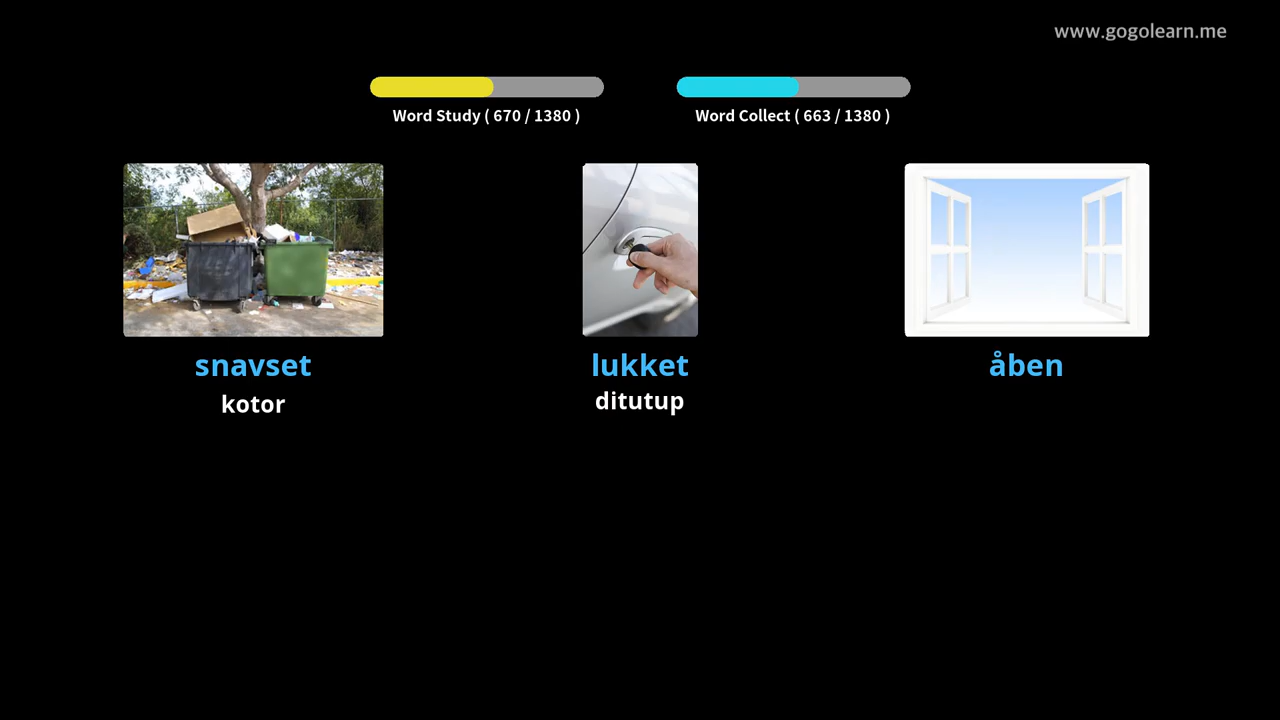 www.gogolearn.me
Word Study ( 670 / 1380 )
Word Collect ( 663 / 1380 )
snavset
kotor
lukket
ditutup
åben